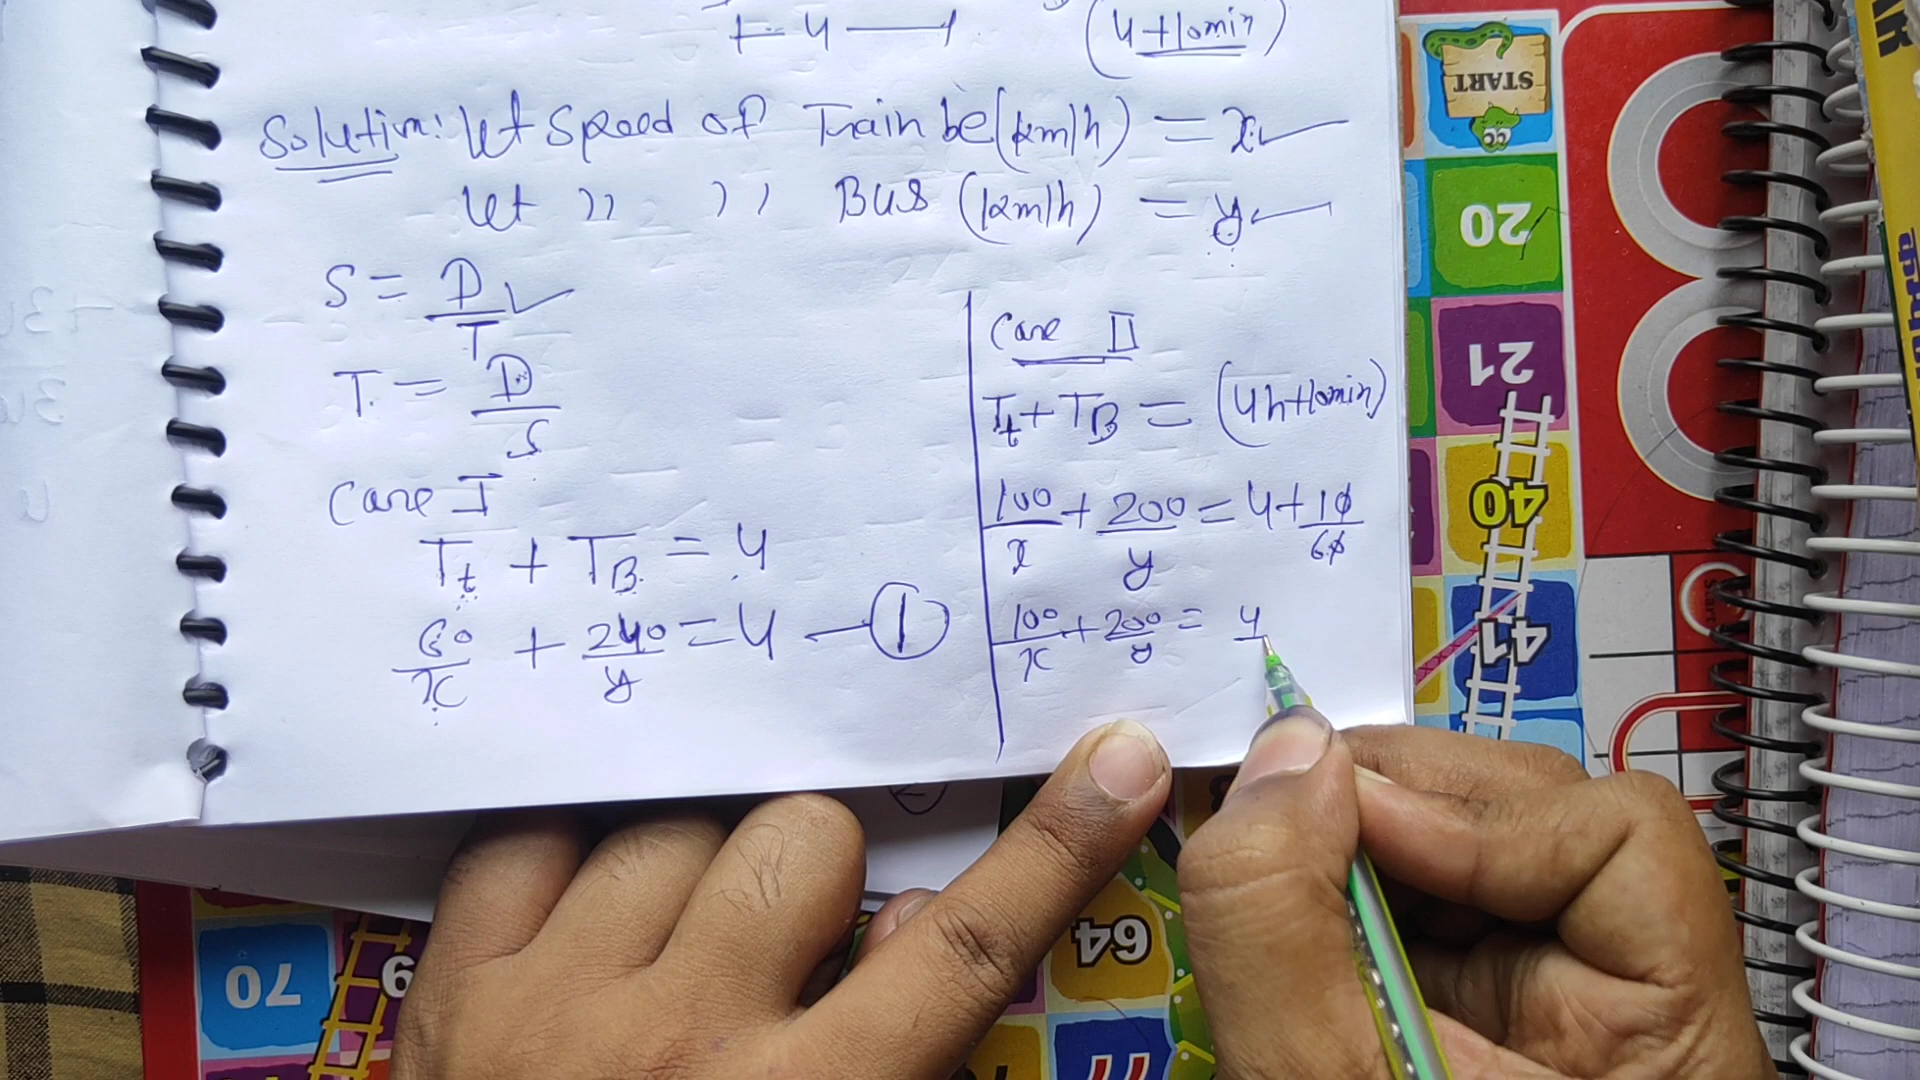 4
(4+10min)
Solution: let Speed of Train be (km/h) = x
let ,, ,, Bus (km/h) = y
S = D/T
T = D/S
Case I
Tt + TB = 4
60/x + 240/y = 4 — 1
Case II
Tt + TB = (4h+10min)
100/x + 200/y = 4 + 10/60
100/x + 200/y = 4
START
20
21
40
41
64
70